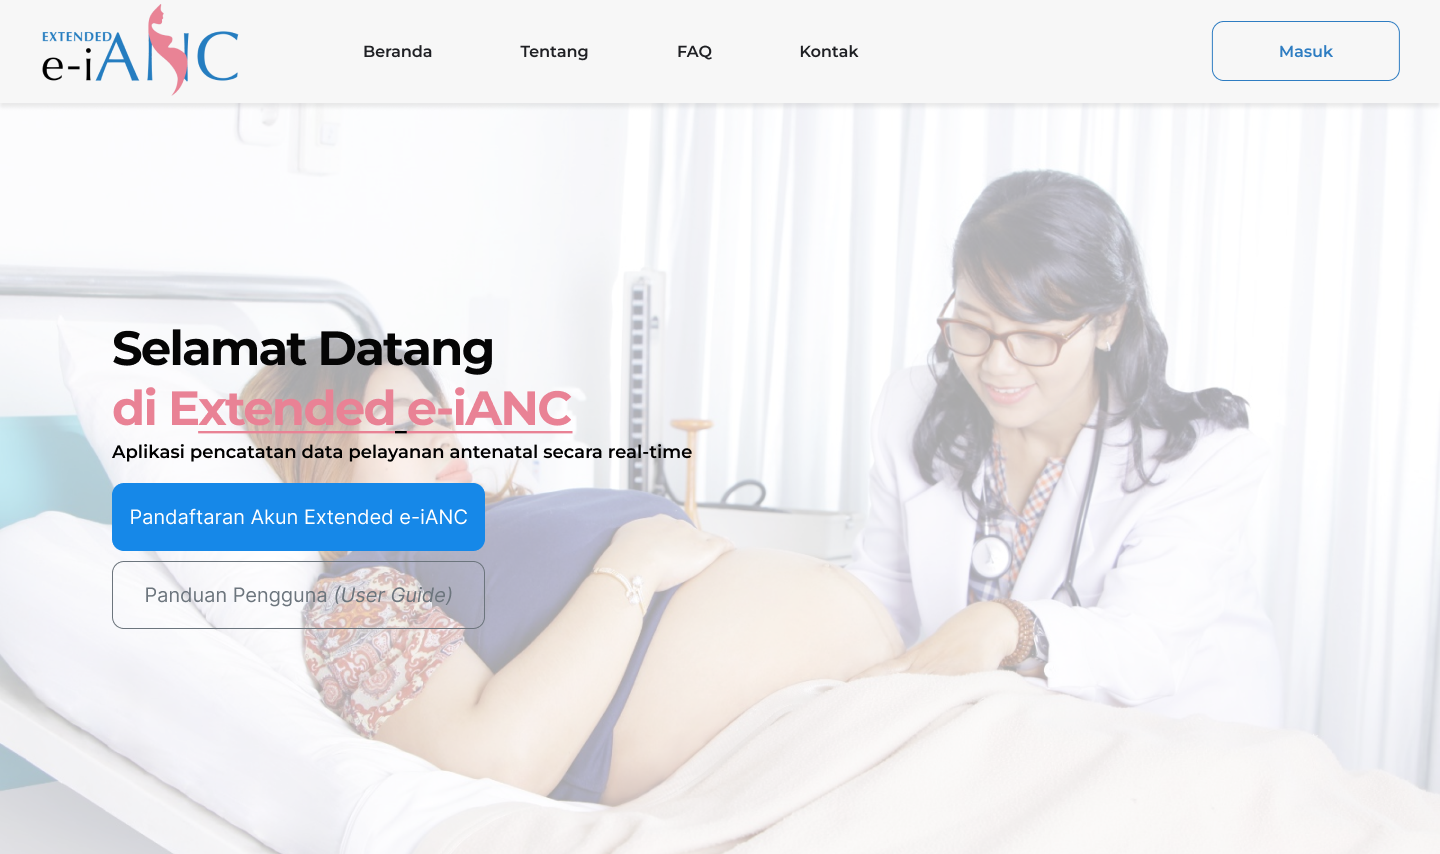 EXTENDED
e-iANC
Beranda
Tentang
FAQ
Kontak
Masuk
Selamat Datang
di Extended e-iANC
Aplikasi pencatatan data pelayanan antenatal secara real-time
Pandaftaran Akun Extended e-iANC
Panduan Pengguna (User Guide)